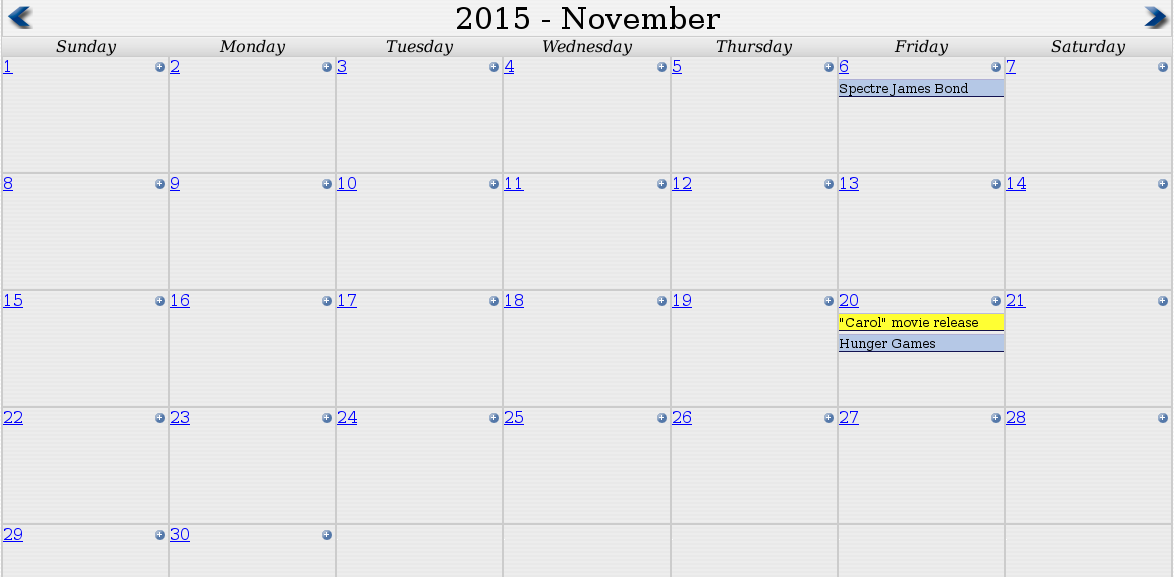 2015 - November
Sunday Monday Tuesday Wednesday Thursday Friday Saturday
1 2 3 4 5 6 7
Spectre James Bond
8 9 10 11 12 13 14
15 16 17 18 19 20 21
"Carol" movie release
Hunger Games
22 23 24 25 26 27 28
29 30